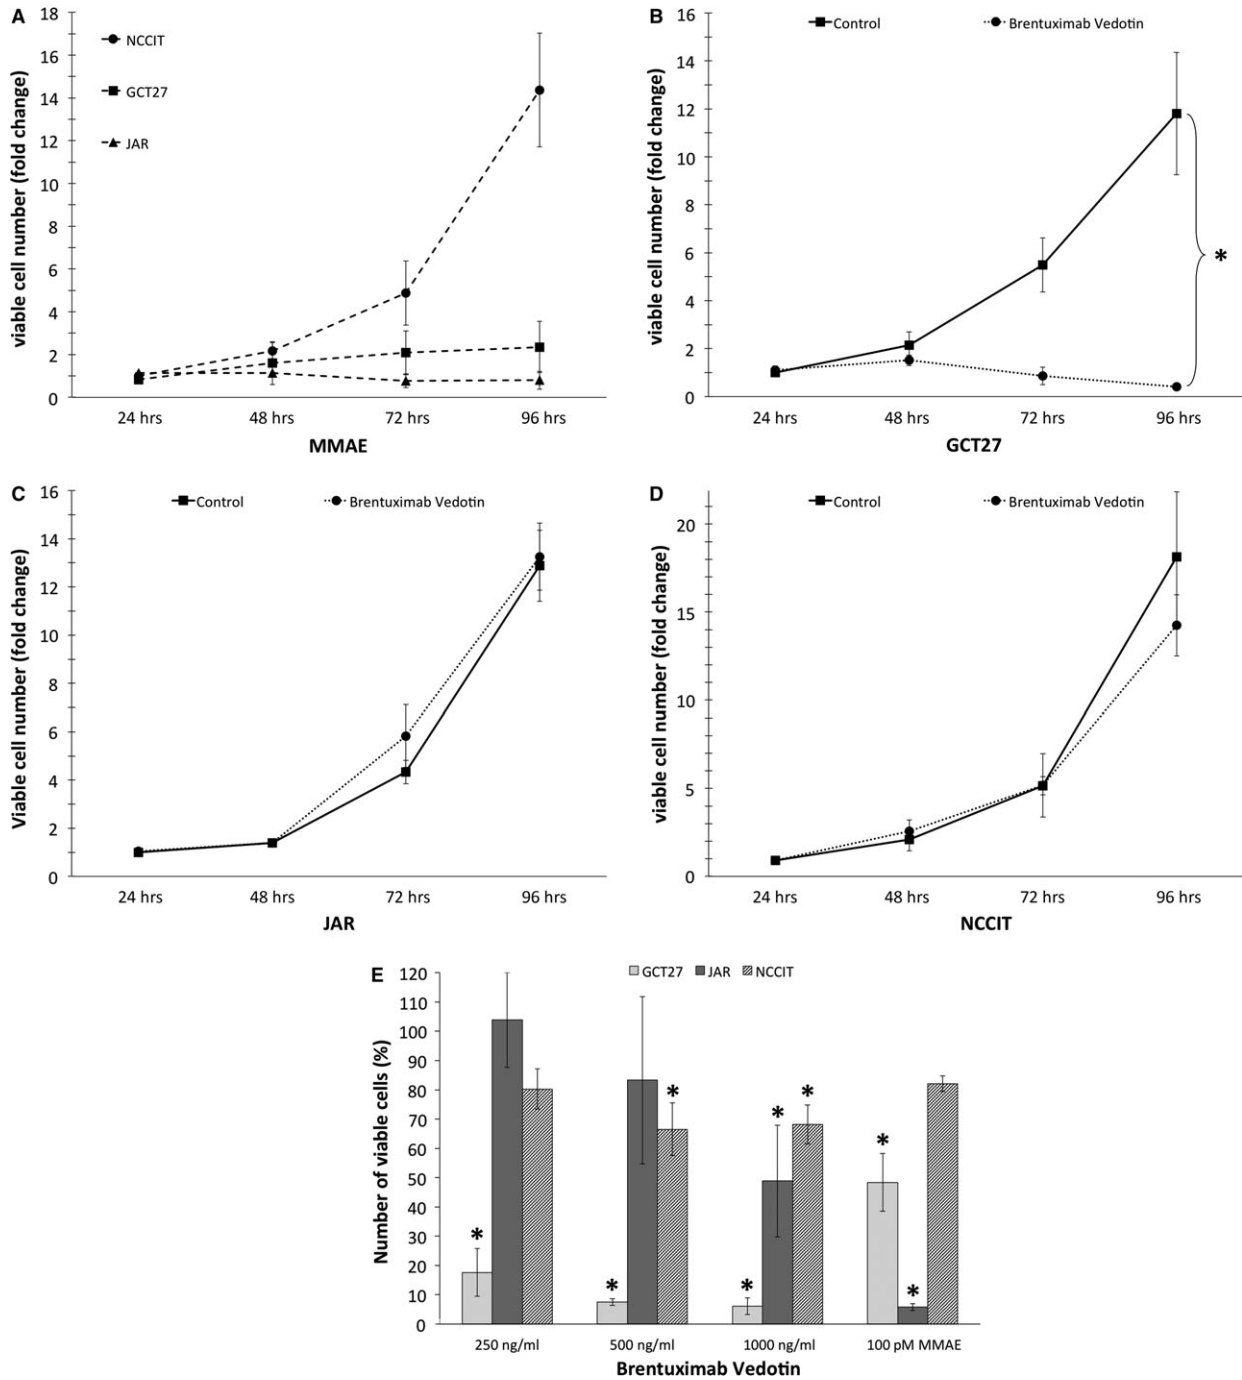 A
18
16
14
12
10
8
6
4
2
0
viable cell number (fold change)
NCCIT
GCT27
JAR
24 hrs 48 hrs 72 hrs 96 hrs
MMAE
B
16
14
12
10
8
6
4
2
0
viable cell number (fold change)
Control Brentuximab Vedotin
*
24 hrs 48 hrs 72 hrs 96 hrs
GCT27
C
16
14
12
10
8
6
4
2
0
Viable cell number (fold change)
Control Brentuximab Vedotin
24 hrs 48 hrs 72 hrs 96 hrs
JAR
D
20
15
10
5
0
viable cell number (fold change)
Control Brentuximab Vedotin
24 hrs 48 hrs 72 hrs 96 hrs
NCCIT
E
120
110
100
90
80
70
60
50
40
30
20
10
0
Number of viable cells (%)
GCT27 JAR NCCIT
* * * * * * *
250 ng/ml 500 ng/ml 1000 ng/ml 100 pM MMAE
Brentuximab Vedotin